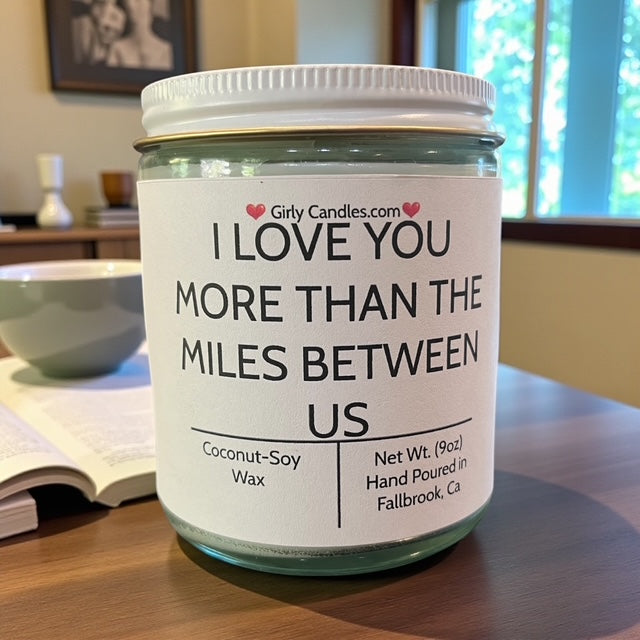 Girly Candles.com
I LOVE YOU
MORE THAN THE
MILES BETWEEN
US
Coconut-Soy
Wax
Net Wt. (9oz)
Hand Poured in
Fallbrook, Ca